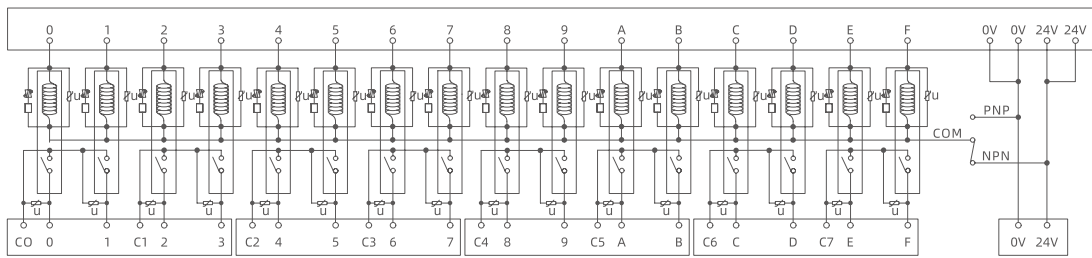 0 1 2 3 4 5 6 7 8 9 A B C D E F 0V 0V 24V 24V
u u u u u u u u u u u u u u u u
PNP
COM
NPN
u u u u u u u u u u u u u u u u
CO 0 1 C1 2 3 C2 4 5 C3 6 7 C4 8 9 C5 A B C6 C D C7 E F 0V 24V